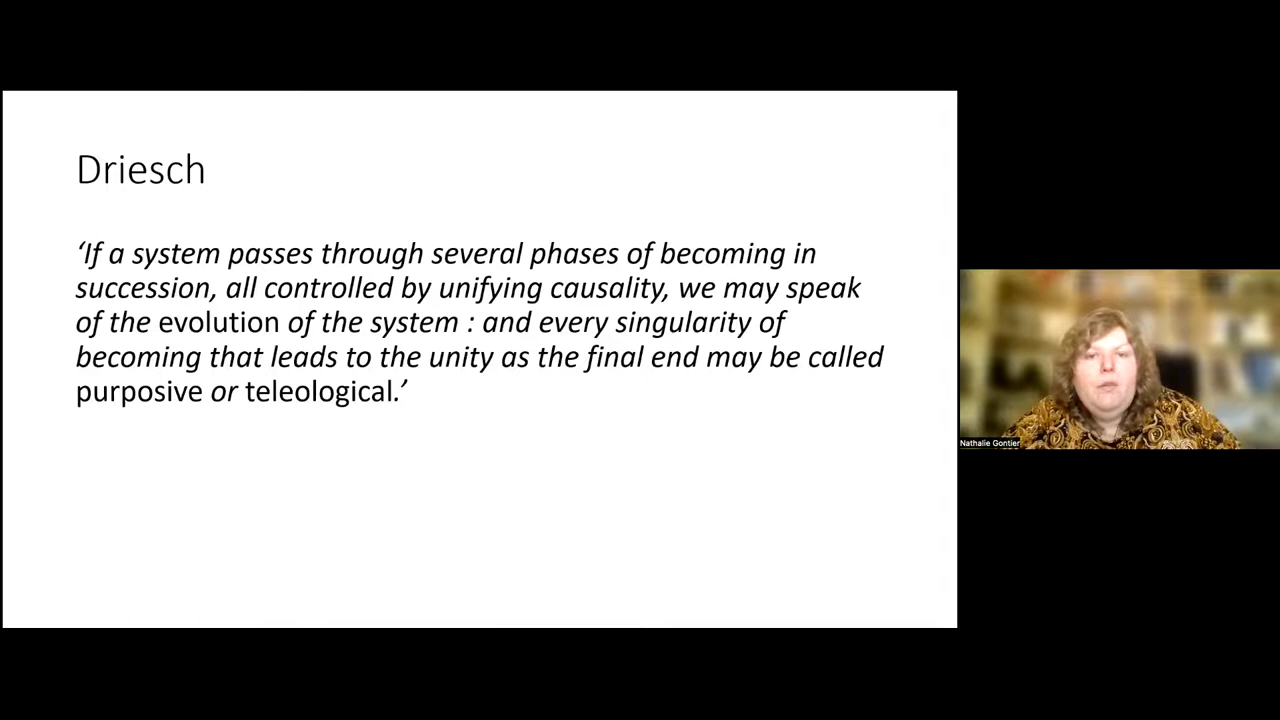 Driesch
‘If a system passes through several phases of becoming in
succession, all controlled by unifying causality, we may speak
of the evolution of the system : and every singularity of
becoming that leads to the unity as the final end may be called
purposive or teleological.’
Nathalie Gontier